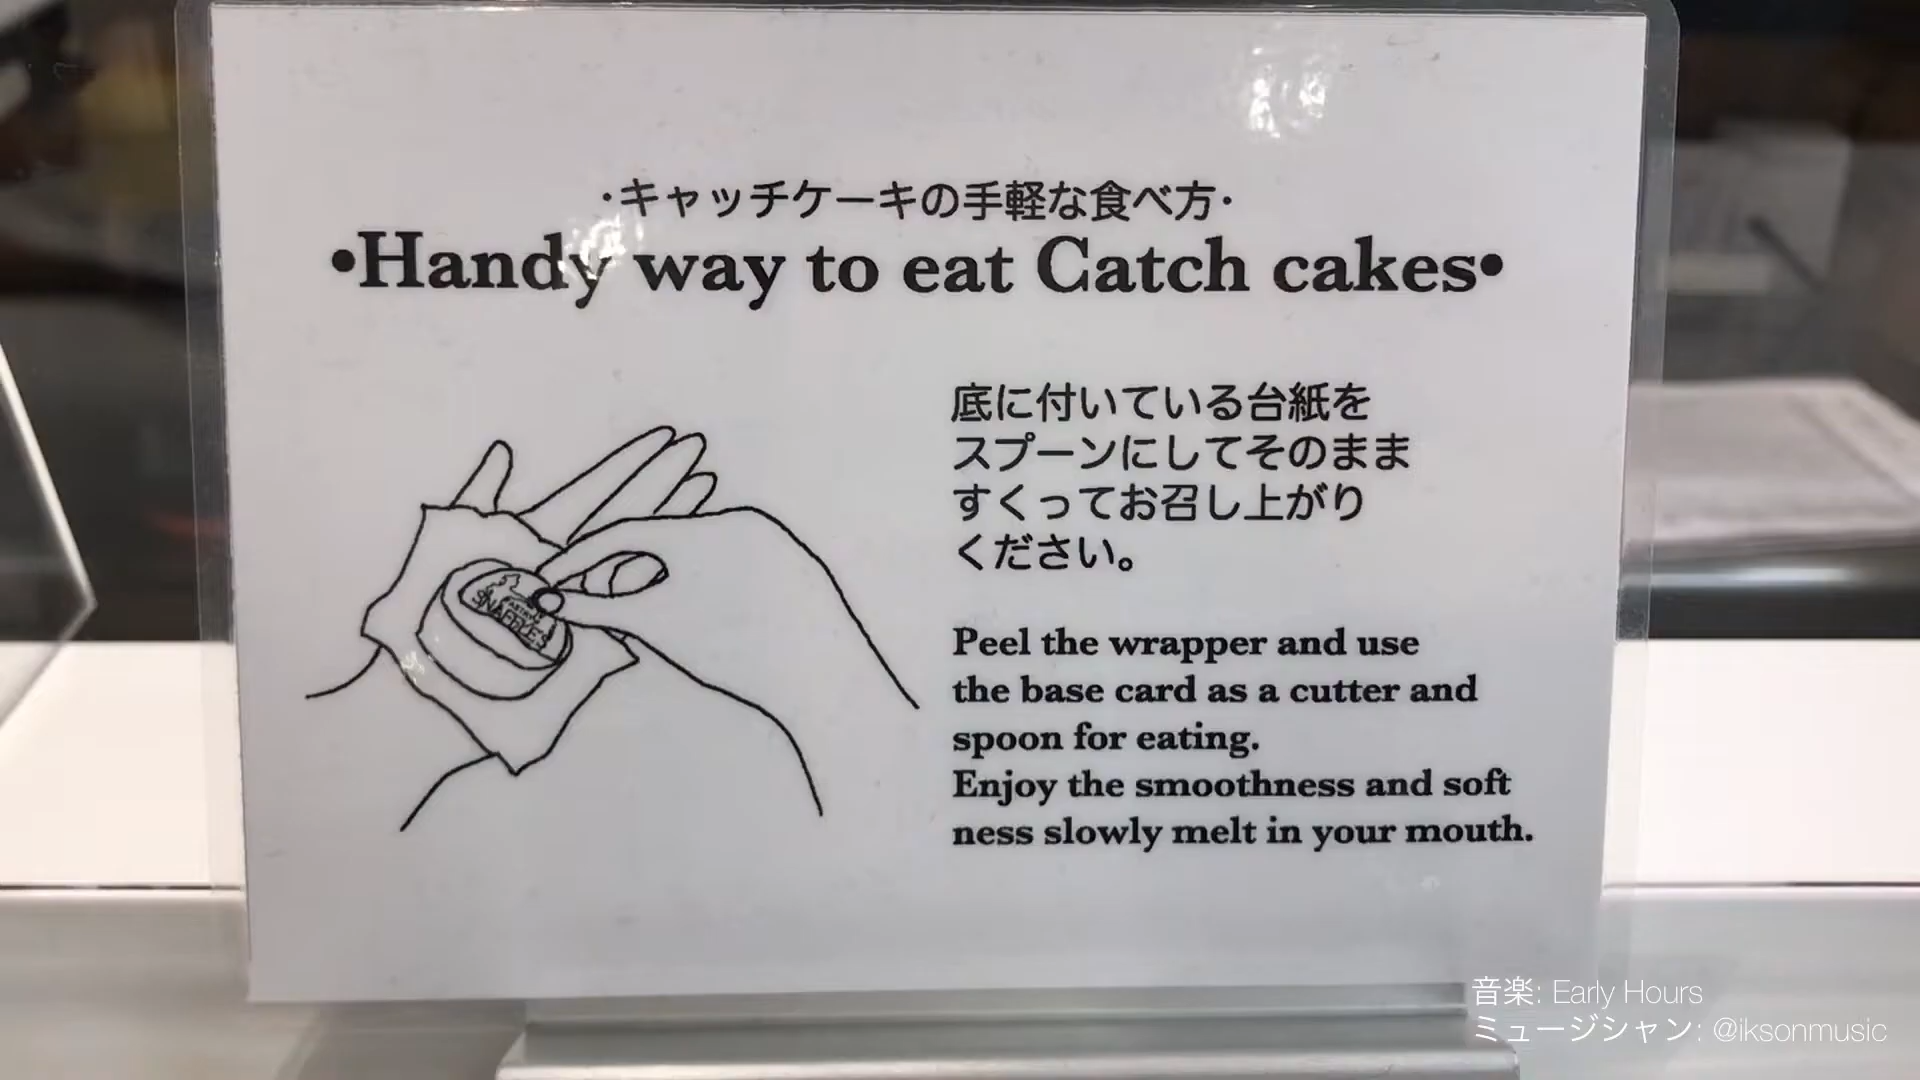 ・キャッチケーキの手軽な食べ方・
•Handy way to eat Catch cakes•
底に付いている台紙を
スプーンにしてそのまま
すくってお召し上がり
ください。
Peel the wrapper and use
the base card as a cutter and
spoon for eating.
Enjoy the smoothness and soft
ness slowly melt in your mouth.
PASTRY
SNAFFLE'S
音楽: Early Hours
ミュージシャン: @iksonmusic